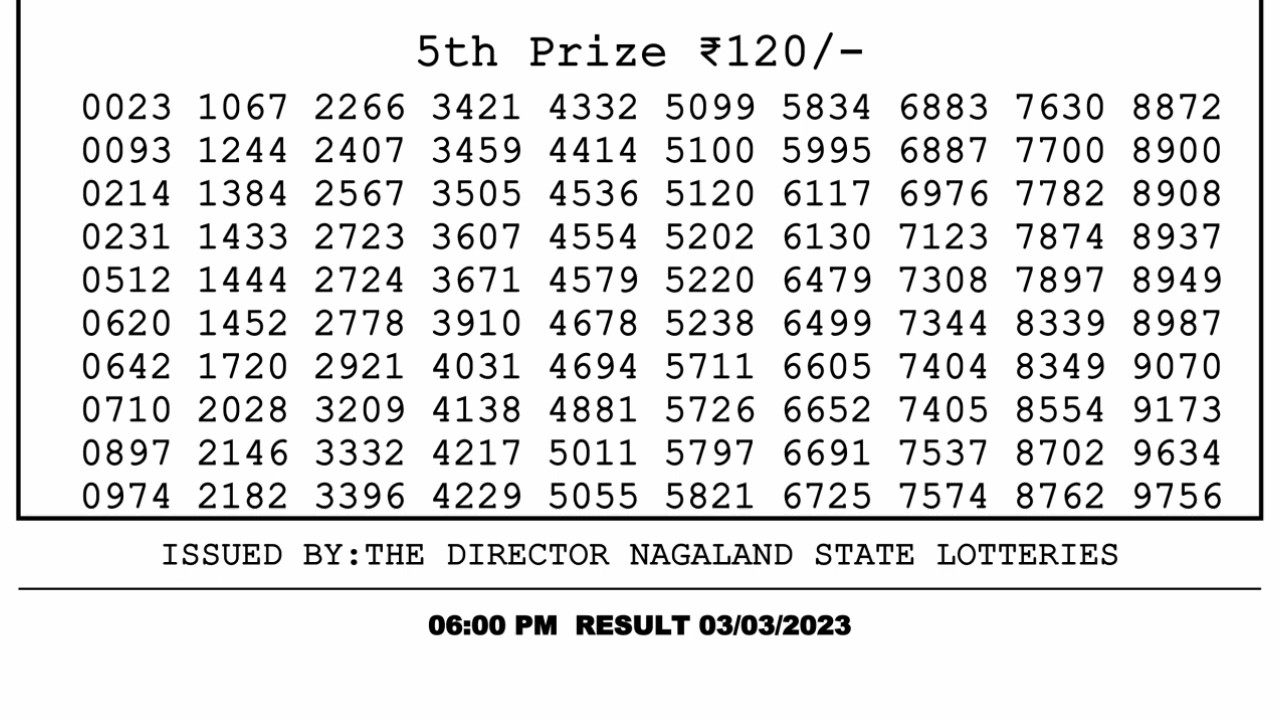 5th Prize ₹120/-
0023 1067 2266 3421 4332 5099 5834 6883 7630 8872
0093 1244 2407 3459 4414 5100 5995 6887 7700 8900
0214 1384 2567 3505 4536 5120 6117 6976 7782 8908
0231 1433 2723 3607 4554 5202 6130 7123 7874 8937
0512 1444 2724 3671 4579 5220 6479 7308 7897 8949
0620 1452 2778 3910 4678 5238 6499 7344 8339 8987
0642 1720 2921 4031 4694 5711 6605 7404 8349 9070
0710 2028 3209 4138 4881 5726 6652 7405 8554 9173
0897 2146 3332 4217 5011 5797 6691 7537 8702 9634
0974 2182 3396 4229 5055 5821 6725 7574 8762 9756
ISSUED BY:THE DIRECTOR NAGALAND STATE LOTTERIES
06:00 PM RESULT 03/03/2023